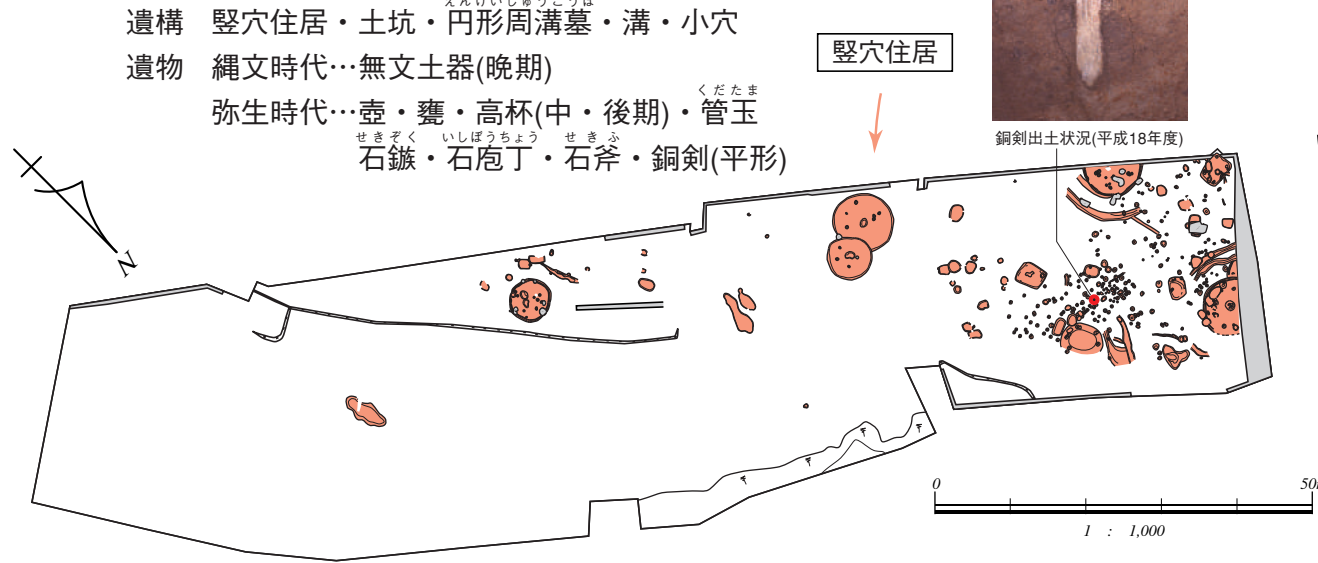 えんけいしゅうこうぼ
遺構 竪穴住居・土坑・円形周溝墓・溝・小穴
遺物 縄文時代…無文土器(晩期)
くだたま
弥生時代…壺・甕・高杯(中・後期)・管玉
せきぞく いしぼうちょう せきふ
石鏃・石庖丁・石斧・銅剣(平形)
竪穴住居
銅剣出土状況(平成18年度)
N
0 50
1 : 1,000